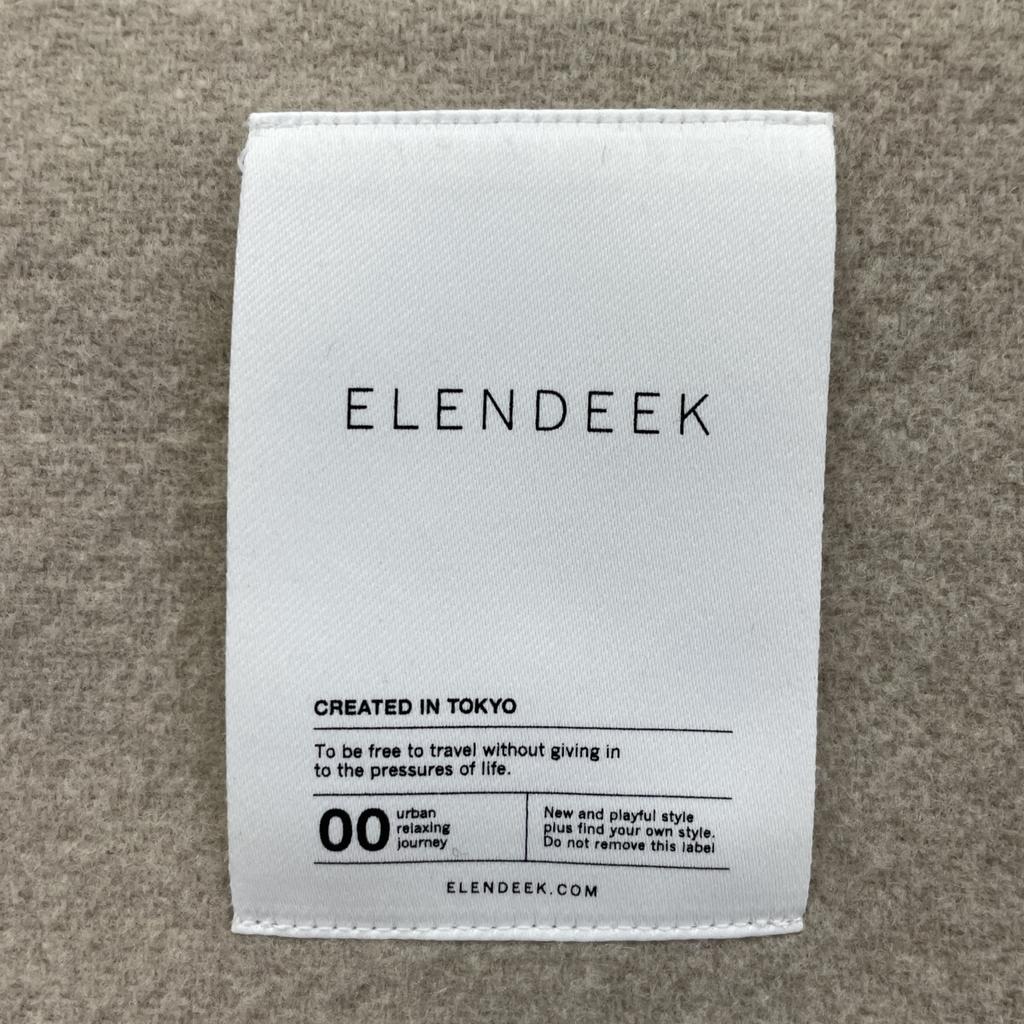 ELENDEEK
CREATED IN TOKYO
To be free to travel without giving in
to the pressures of life.
00
urban
relaxing
journey
New and playful style
plus find your own style.
Do not remove this label
ELENDEEK.COM